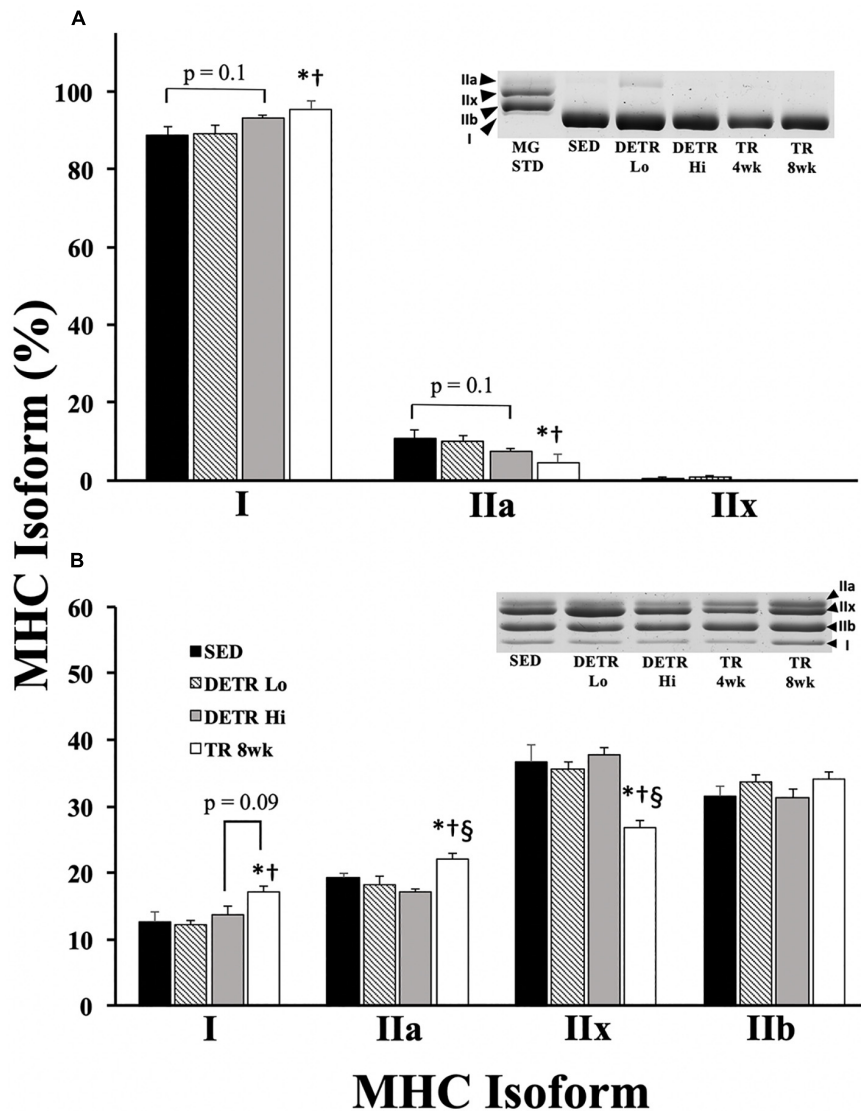 A
p = 0.1
*†
100
80
60
40
20
0
p = 0.1
*†
I
IIa
IIx
IIa
IIx
IIb
I
MG STD
SED
DETR Lo
DETR Hi
TR 4wk
TR 8wk
MHC Isoform (%)
B
60
50
40
30
20
10
0
SED
DETR Lo
DETR Hi
TR 8wk
p = 0.09
*†
*†§
*†§
IIa
IIx
IIb
I
SED
DETR Lo
DETR Hi
TR 4wk
TR 8wk
I
IIa
IIx
IIb
MHC Isoform